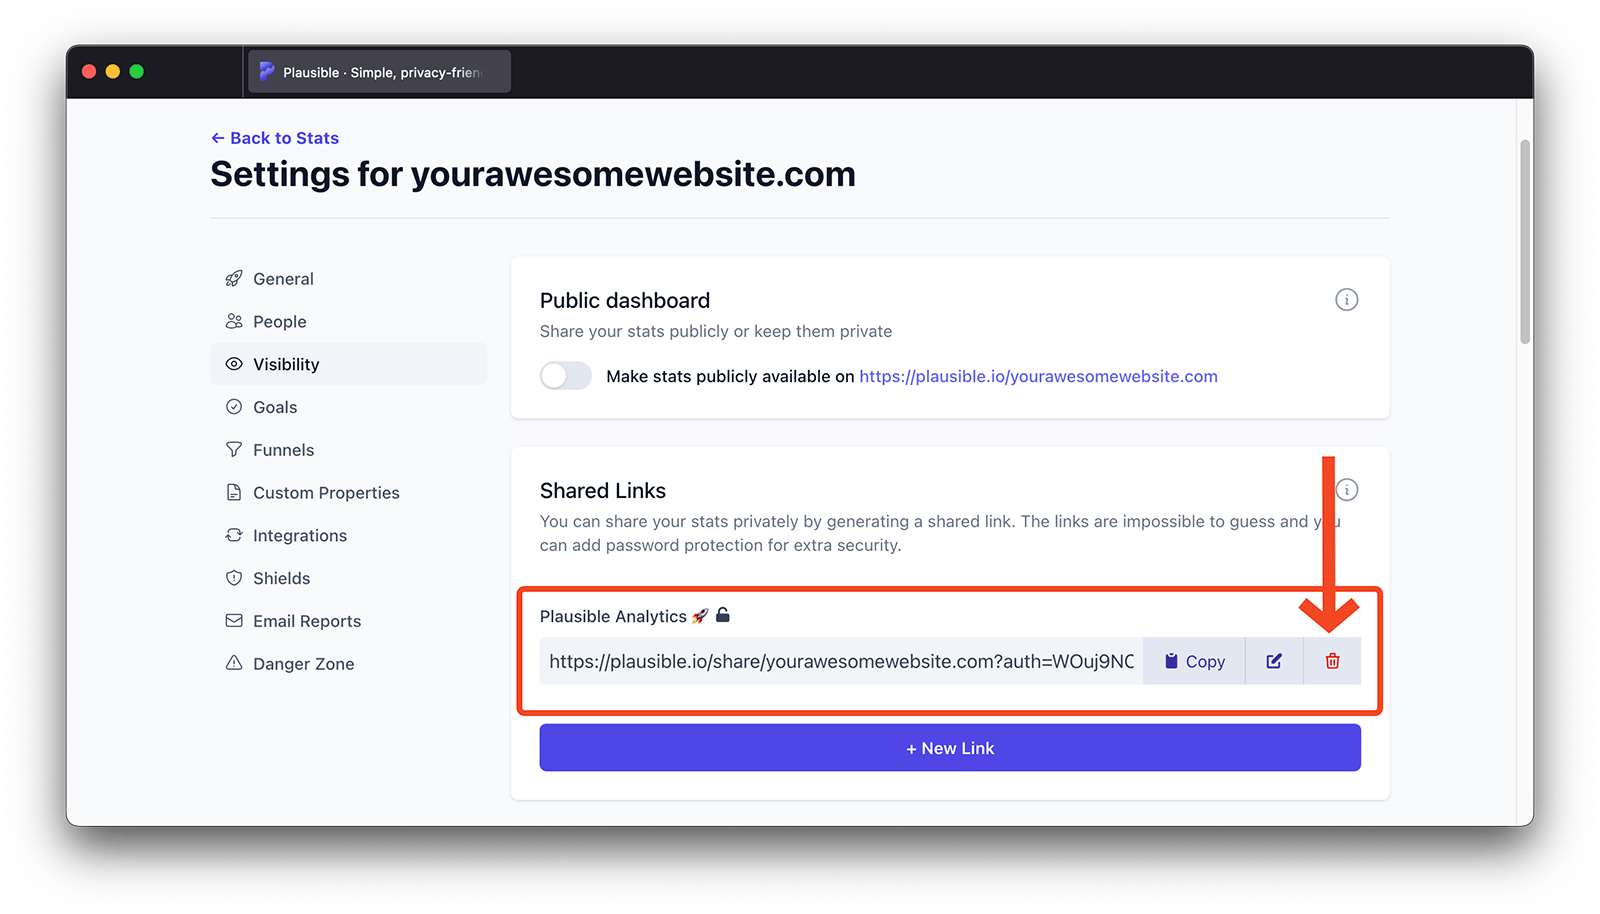 Plausible · Simple, privacy-frien
← Back to Stats
Settings for yourawesomewebsite.com
General
People
Visibility
Goals
Funnels
Custom Properties
Integrations
Shields
Email Reports
Danger Zone
Public dashboard
Share your stats publicly or keep them private
Make stats publicly available on https://plausible.io/yourawesomewebsite.com
Shared Links
You can share your stats privately by generating a shared link. The links are impossible to guess and you
can add password protection for extra security.
Plausible Analytics 🚀 🔓
https://plausible.io/share/yourawesomewebsite.com?auth=WOuj9NC
Copy
+ New Link